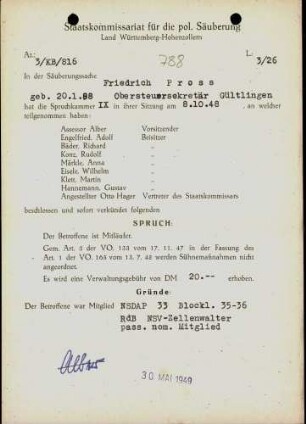 Staatskommissariat für die pol. Säuberung
Land Württemberg-Hohenzollern
Az.: L.
3/KB/816 788 3/26
In der Säuberungssache
Friedrich Pross
geb. 20.1.88 Obersteuersekretär Gültlingen
hat die Spruchkammer IX in ihrer Sitzung am 8.10.48, an welcher
teilgenommen haben:
Assessor Alber Vorsitzender
Engelfried, Adolf Beisitzer
Bäder, Richard
Konz, Rudolf
Märkle, Anna
Eisele, Wilhelm
Klett, Martin
Hannemann, Gustav
Angestellter Otto Hager Vertreter des Staatskommissars
beschlossen und sofort verkündet folgenden
SPRUCH:
Der Betroffene ist Mitläufer.
Gem. Art. 5 der VO. 103 vom 17. 11. 47 in der Fassung des
Art. 1 der VO. 165 vom 13. 7. 48 werden Sühnemaßnahmen nicht
angeordnet.
Es wird eine Verwaltungsgebühr von DM 20.-- erhoben.
Gründe:
Der Betroffene war Mitglied NSDAP 33 Blockl. 35-36
RdB NSV-Zellenwalter
pass. nom. Mitglied
Alber
30 MAI 1949